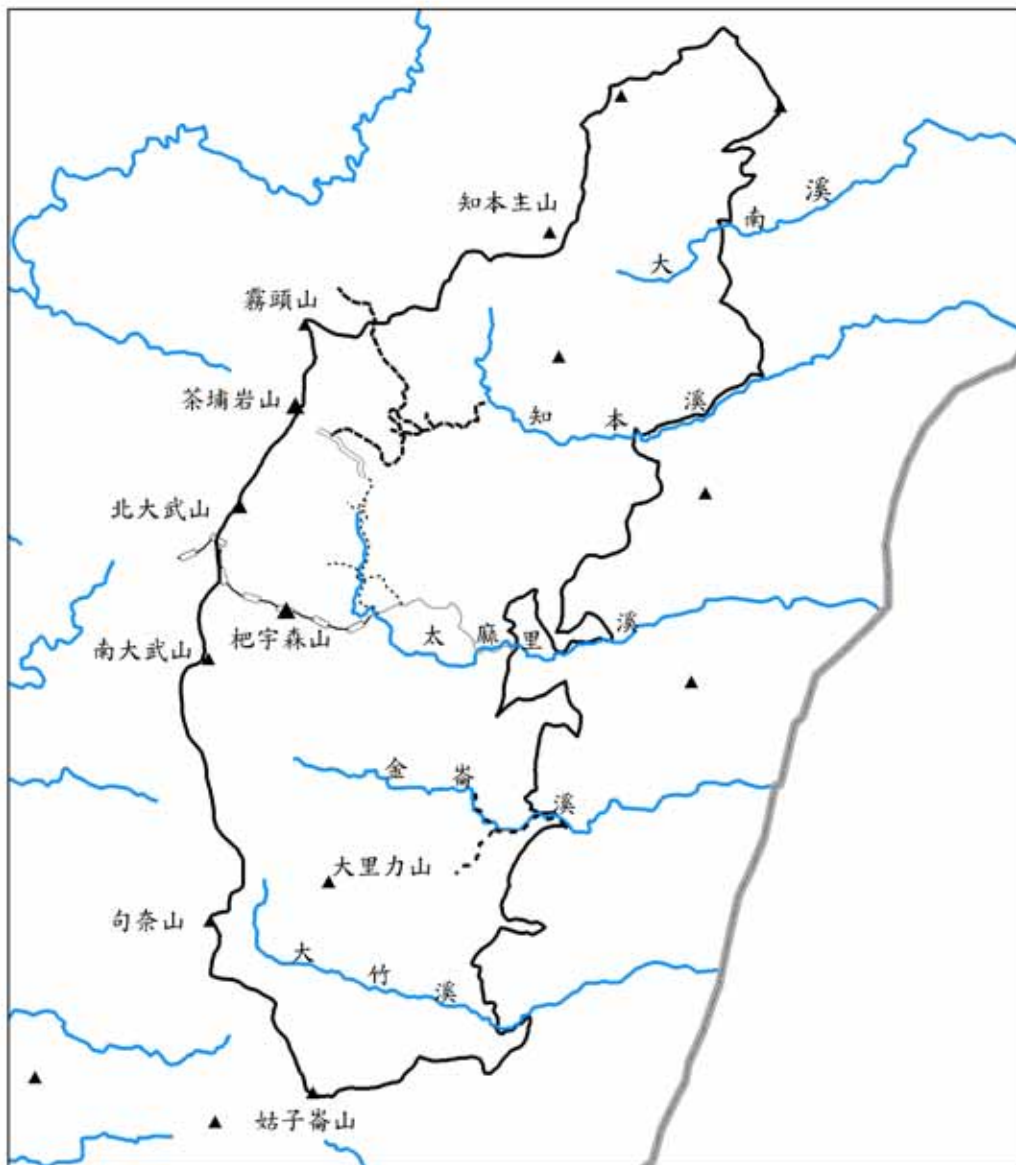 知本主山
大南溪
霧頭山
茶埔岩山
知本溪
北大武山
杷宇森山
太麻里溪
南大武山
金崙溪
大里力山
句奈山
大竹溪
姑子崙山